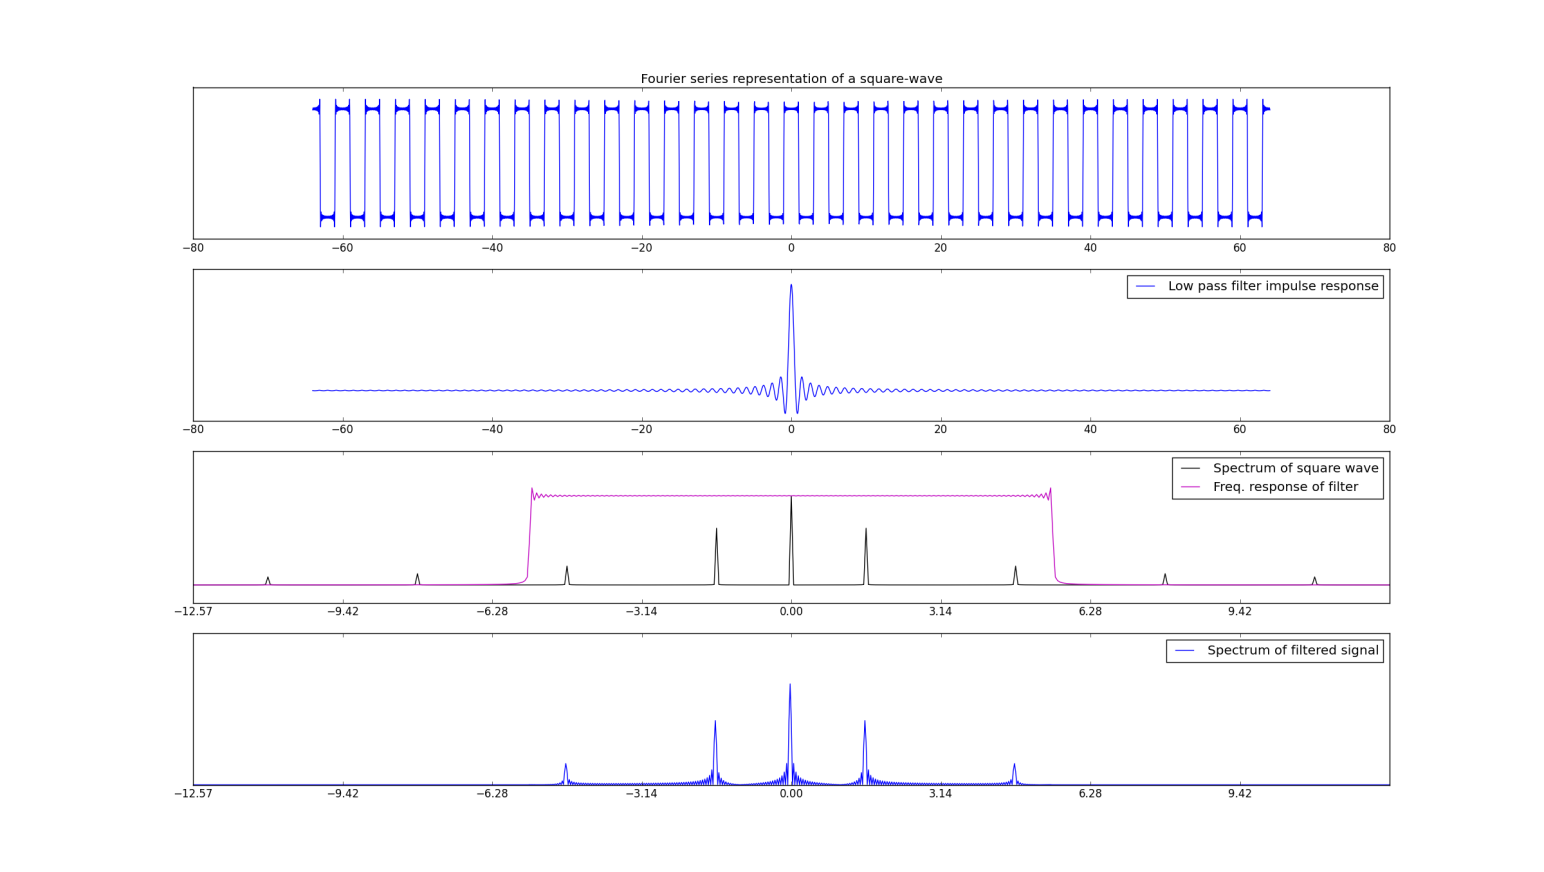 Fourier series representation of a square-wave
−80 −60 −40 −20 0 20 40 60 80
Low pass filter impulse response
−80 −60 −40 −20 0 20 40 60 80
Spectrum of square wave
Freq. response of filter
−12.57 −9.42 −6.28 −3.14 0.00 3.14 6.28 9.42
Spectrum of filtered signal
−12.57 −9.42 −6.28 −3.14 0.00 3.14 6.28 9.42